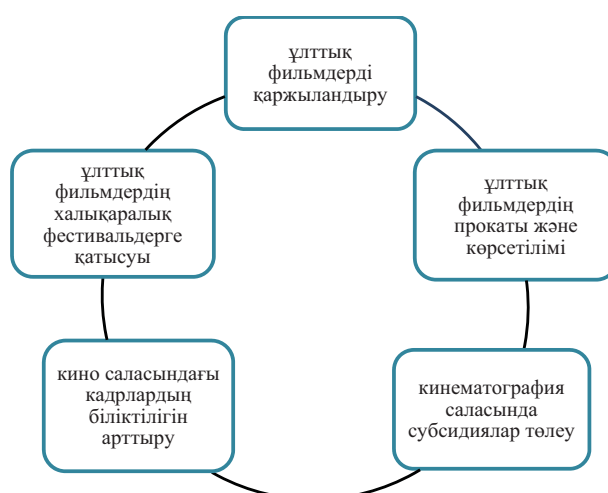 ұлттық
фильмдерді
қаржыландыру
ұлттық
фильмдердің
прокаты және
көрсетілімі
кинематография
саласында
субсидиялар төлеу
кино саласындағы
кадрлардың
біліктілігін
арттыру
ұлттық
фильмдердің
халықаралық
фестивальдерге
қатысуы